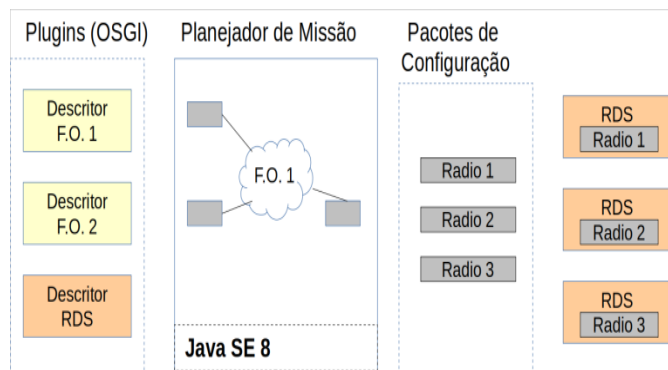 Plugins (OSGI)
Descritor
F.O. 1
Descritor
F.O. 2
Descritor
RDS
Planejador de Missão
F.O. 1
Java SE 8
Pacotes de
Configuração
Radio 1
Radio 2
Radio 3
RDS
Radio 1
RDS
Radio 2
RDS
Radio 3